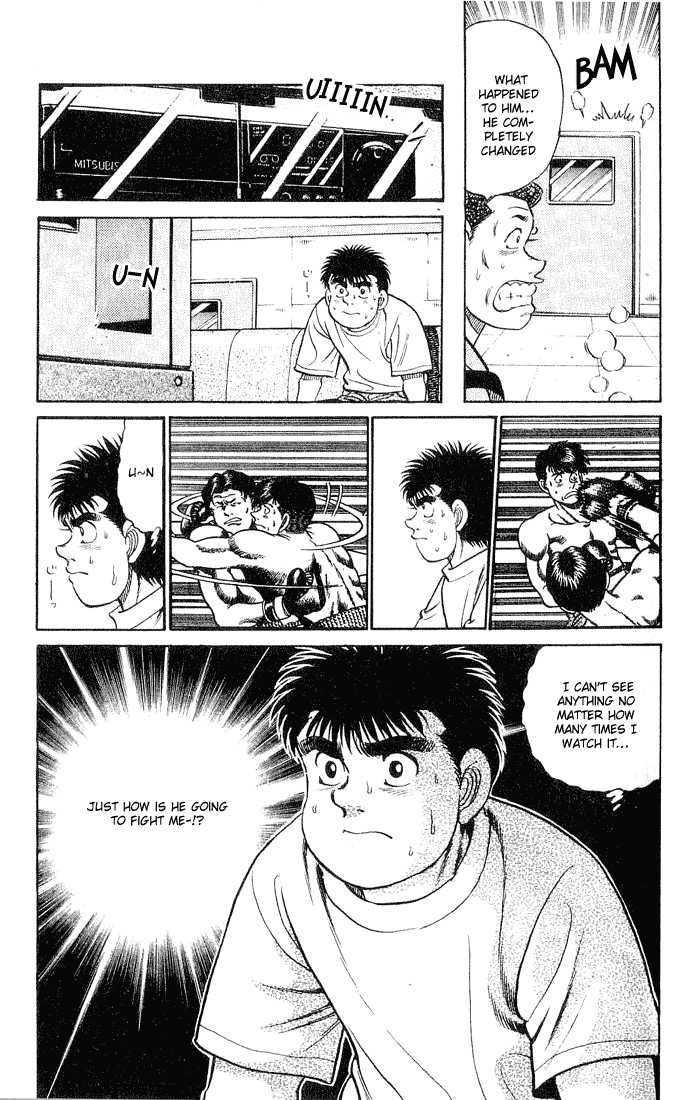 BAM
WHAT
HAPPENED
TO HIM...
HE COM-
PLETELY
CHANGED
UIIIIIN..
MITSUBIS
U-N
U~N
I CAN'T SEE
ANYTHING NO
MATTER HOW
MANY TIMES I
WATCH IT...
JUST HOW IS HE GOING
TO FIGHT ME-!?